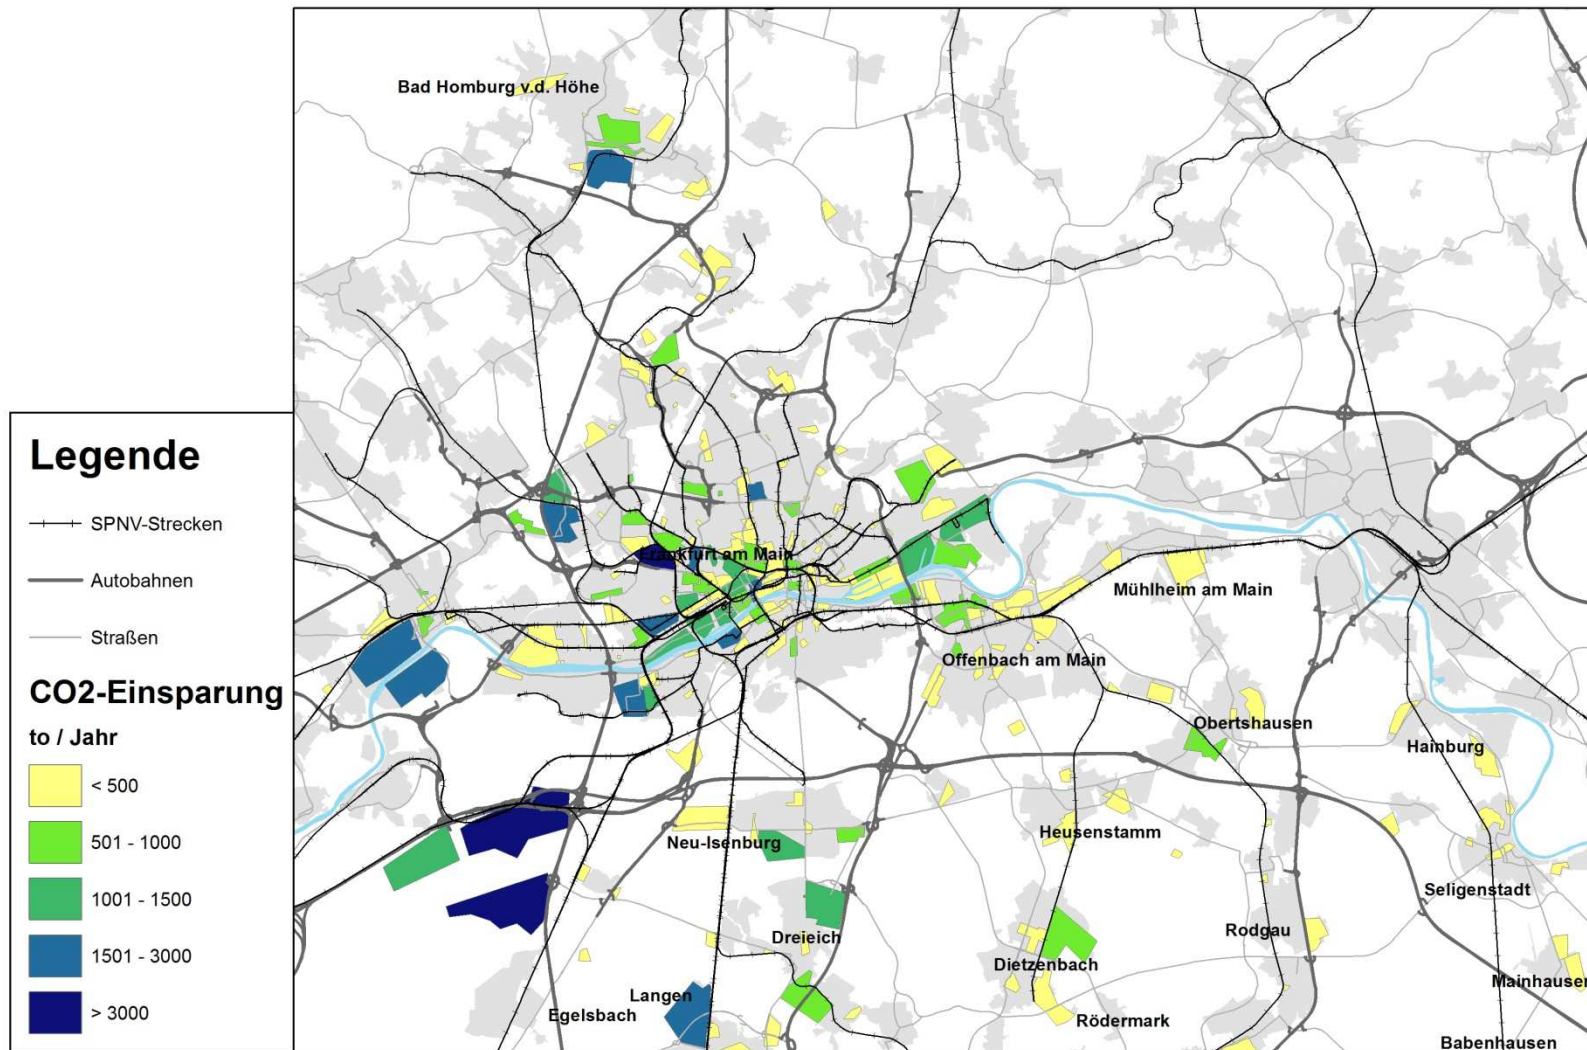 Bad Homburg v.d. Höhe
Legende
SPNV-Strecken
Autobahnen
Straßen
CO2-Einsparung
to / Jahr
< 500
501 - 1000
1001 - 1500
1501 - 3000
> 3000
Frankfurt am Main
Mühlheim am Main
Offenbach am Main
Obertshausen
Hainburg
Heusenstamm
Neu-Isenburg
Seligenstadt
Rodgau
Dreieich
Dietzenbach
Mainhausen
Langen
Egelsbach
Rödermark
Babenhausen